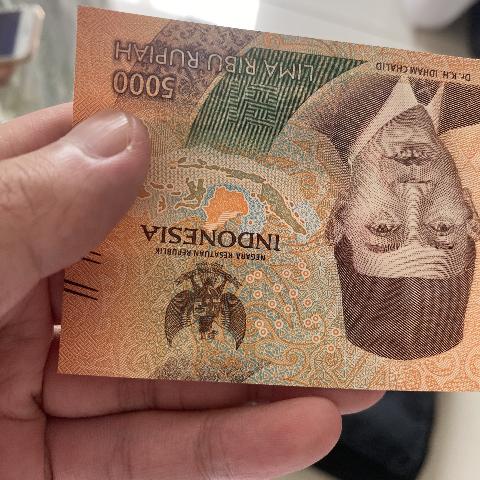 NEGARA KESATUAN REPUBLIK
INDONESIA
5000
LIMA RIBU RUPIAH
Dr. K.H. IDHAM CHALID